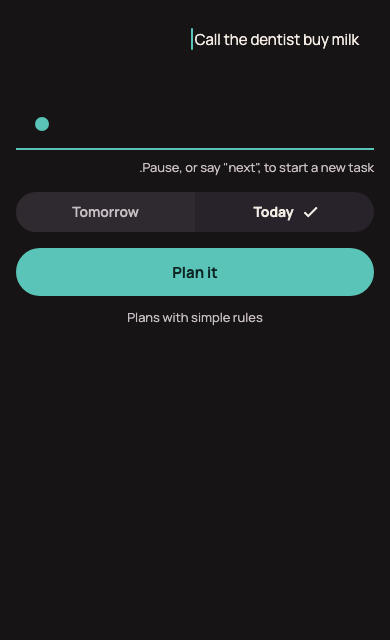 Call the dentist buy milk
Pause, or say "next", to start a new task.
Today
Tomorrow
Plan it
Plans with simple rules